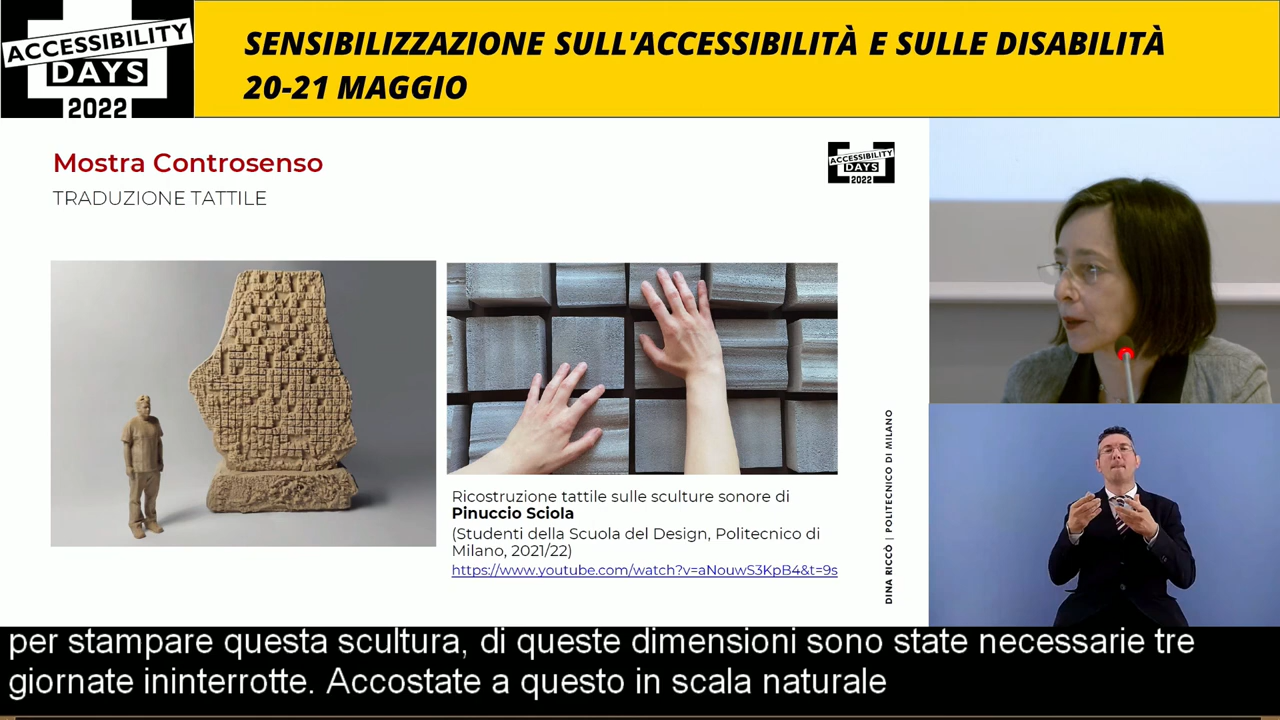 ACCESSIBILITY
DAYS
2022
SENSIBILIZZAZIONE SULL'ACCESSIBILITÀ E SULLE DISABILITÀ
20-21 MAGGIO
Mostra Controsenso
TRADUZIONE TATTILE
ACCESSIBILITY
DAYS
2022
Ricostruzione tattile sulle sculture sonore di
Pinuccio Sciola
(Studenti della Scuola del Design, Politecnico di
Milano, 2021/22)
https://www.youtube.com/watch?v=aNouwS3KpB4&t=9s
DINA RICCÒ | POLITECNICO DI MILANO
per stampare questa scultura, di queste dimensioni sono state necessarie tre
giornate ininterrotte. Accostate a questo in scala naturale